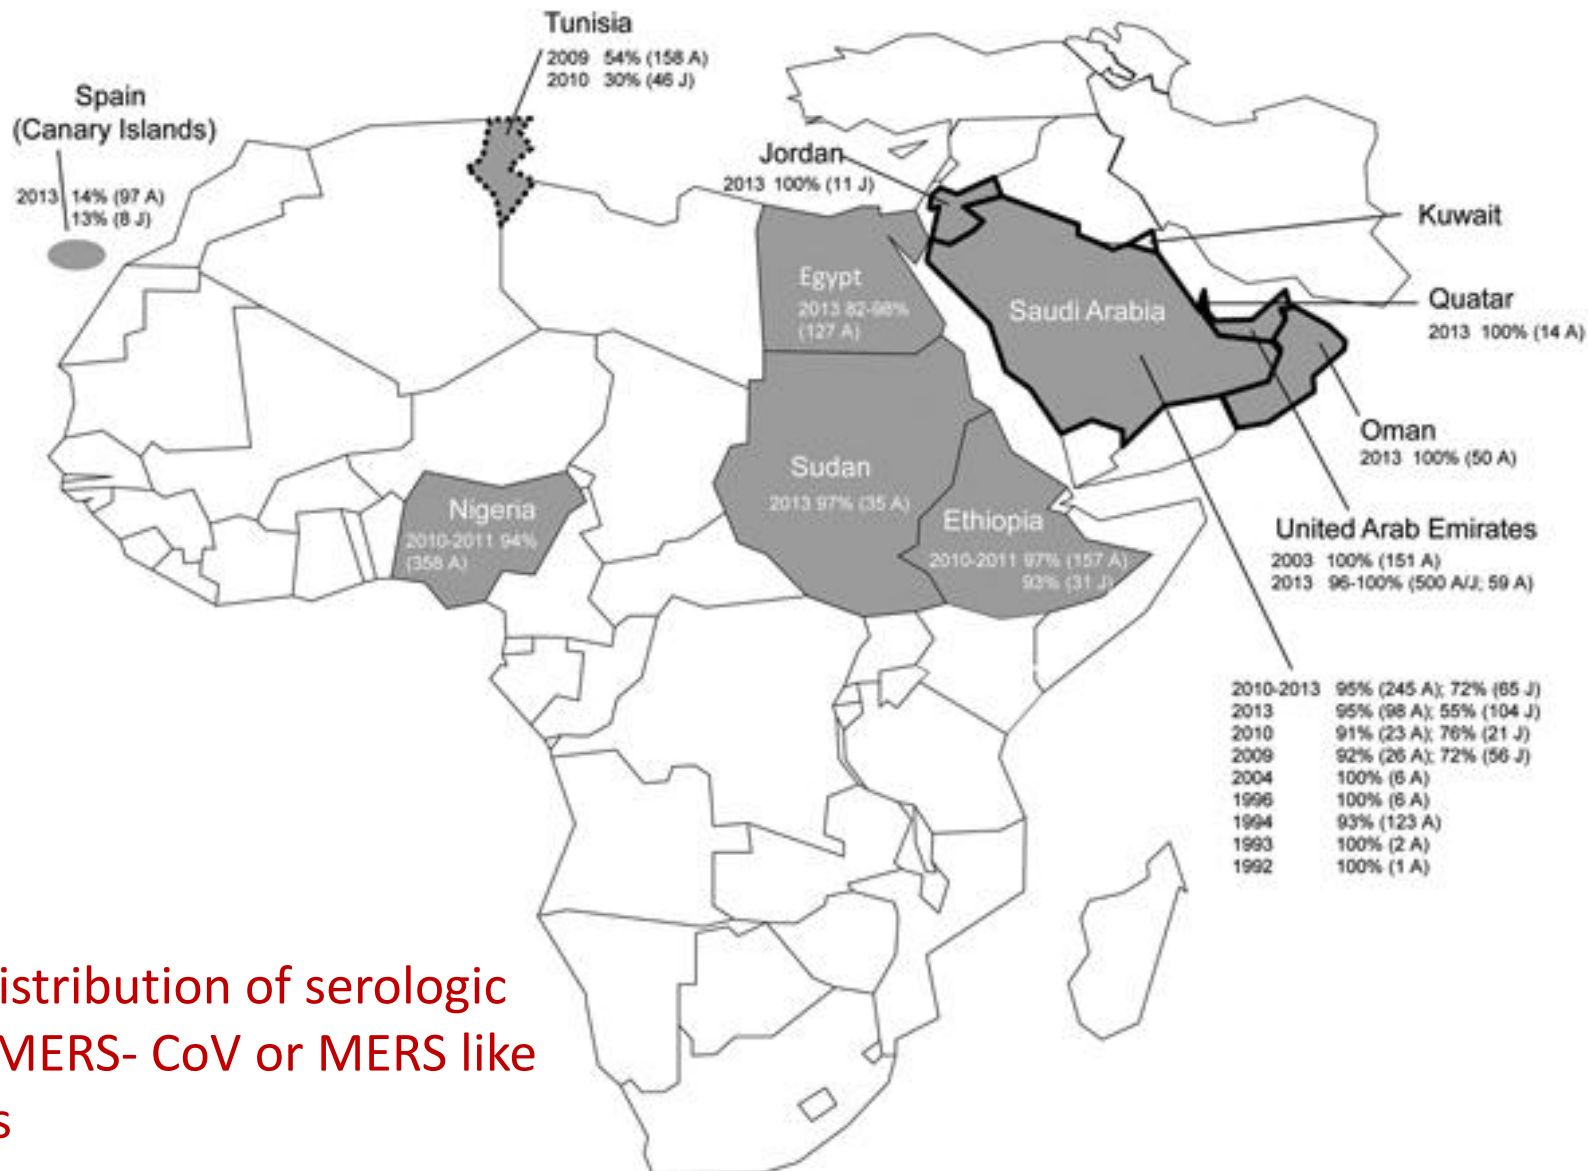 Tunisia
2009 54% (158 A)
2010 30% (46 J)
Spain
(Canary Islands)
2013 14% (97 A)
13% (8 J)
Jordan
2013 100% (11 J)
Kuwait
Egypt
2013 82-98%
(127 A)
Saudi Arabia
Quatar
2013 100% (14 A)
Oman
2013 100% (50 A)
Sudan
2013 97% (35 A)
Nigeria
2010-2011 94%
(358 A)
Ethiopia
2010-2011 97% (157 A)
93% (31 J)
United Arab Emirates
2003 100% (151 A)
2013 96-100% (500 A/J; 59 A)
2010-2013 95% (245 A); 72% (65 J)
2013 95% (98 A); 55% (104 J)
2010 91% (23 A); 76% (21 J)
2009 92% (26 A); 72% (56 J)
2004 100% (6 A)
1996 100% (6 A)
1994 93% (123 A)
1993 100% (2 A)
1992 100% (1 A)
istribution of serologic
MERS- CoV or MERS like
s